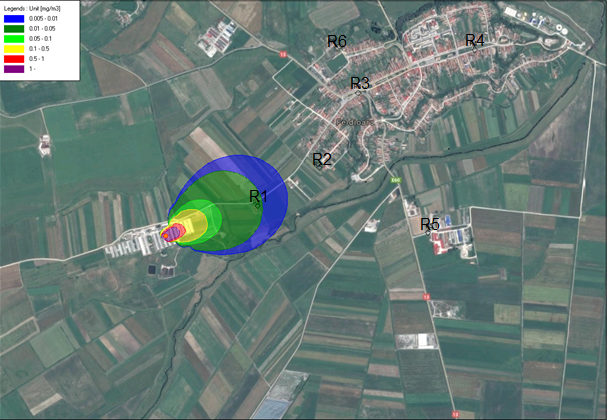 Legends : Unit [mg/m3]
0.005 - 0.01
0.01 - 0.05
0.05 - 0.1
0.1 - 0.5
0.5 - 1
1 -
R6
R4
R3
R2
R1
R5